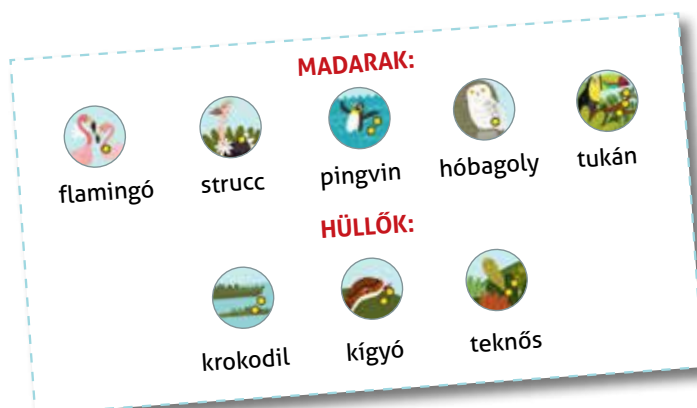 MADARAK:
flamingó strucc pingvin hóbagoly tukán
HÜLLŐK:
krokodil kígyó teknős